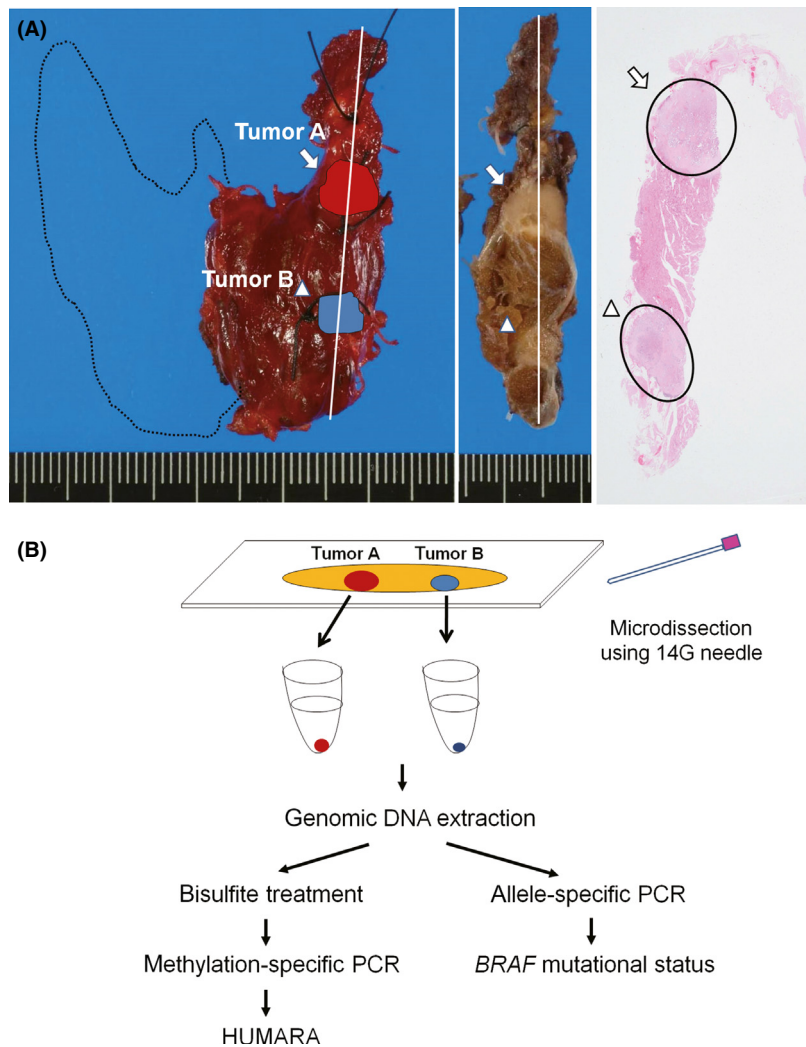 (A)
Tumor A
Tumor B
(B)
Tumor A
Tumor B
Microdissection
using 14G needle
Genomic DNA extraction
Bisulfite treatment
Allele-specific PCR
Methylation-specific PCR
BRAF mutational status
HUMARA